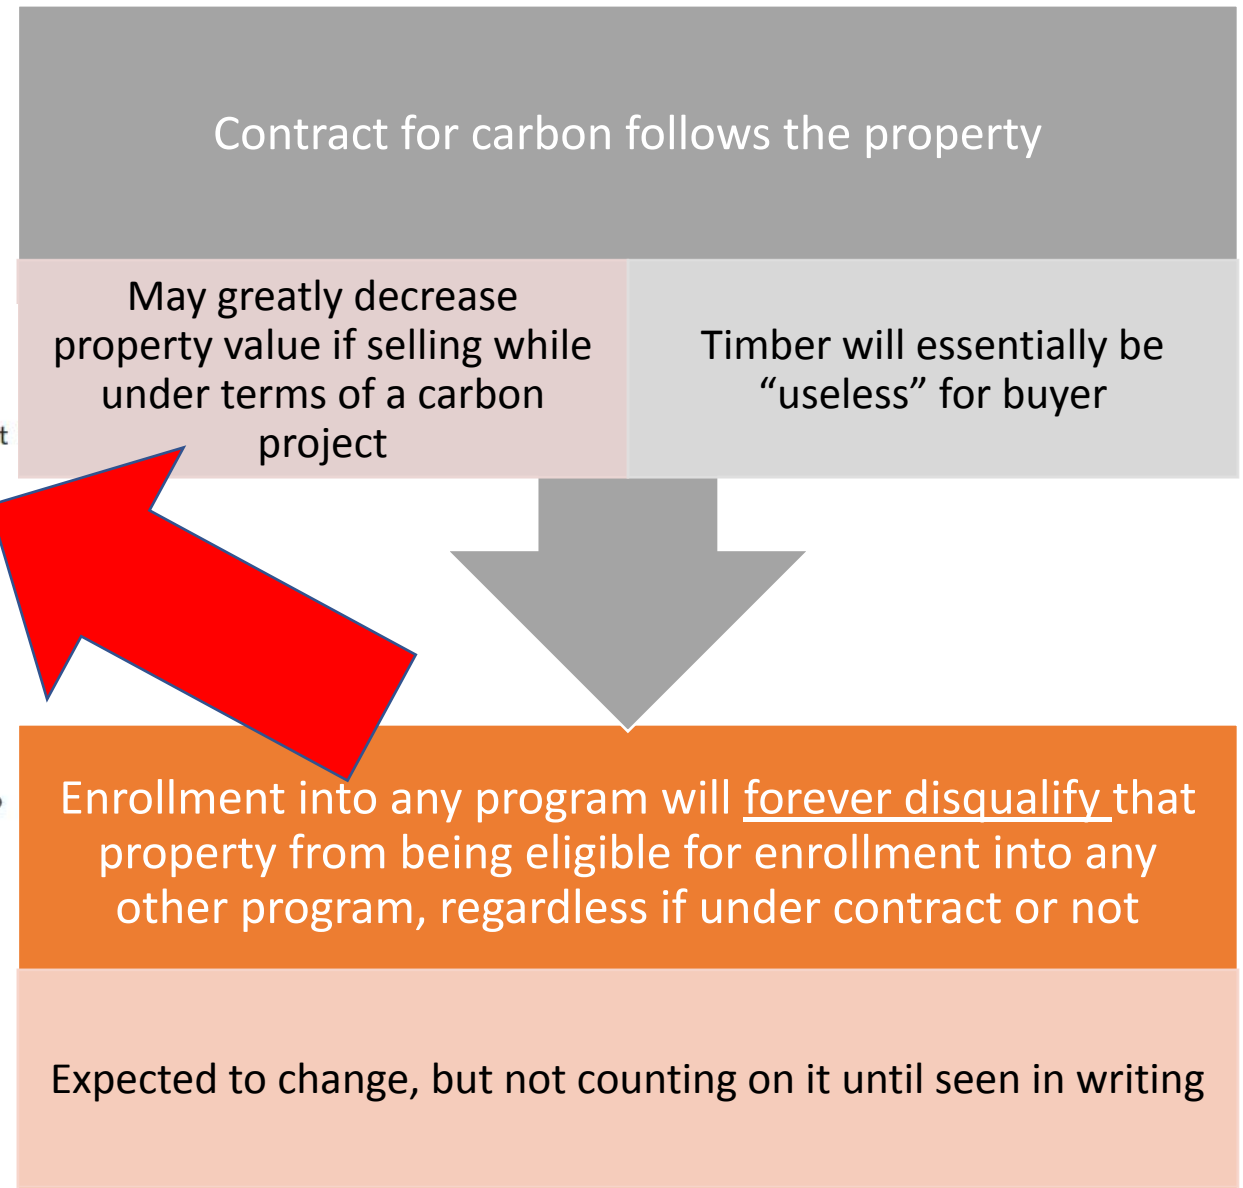 Contract for carbon follows the property
May greatly decrease
property value if selling while
under terms of a carbon
project
Timber will essentially be
“useless” for buyer
Enrollment into any program will forever disqualify that
property from being eligible for enrollment into any
other program, regardless if under contract or not
Expected to change, but not counting on it until seen in writing